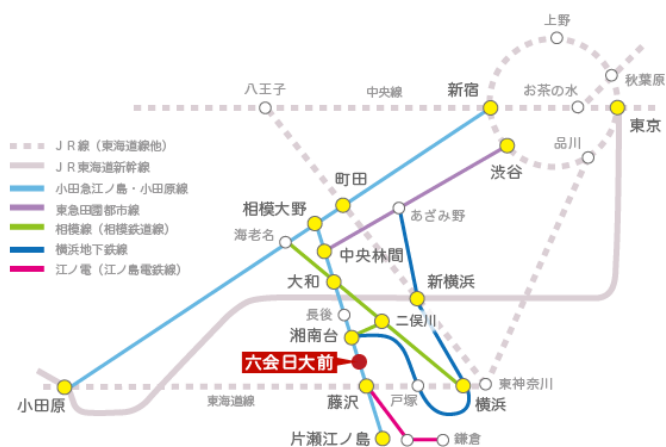 上野
秋葉原
八王子
中央線
新宿
お茶の水
東京
品川
渋谷
JR線（東海道線他）
JR東海道新幹線
小田急江ノ島・小田原線
東急田園都市線
相模線（相模鉄道線）
横浜地下鉄線
江ノ電（江ノ島電鉄線）
町田
相模大野
あざみ野
海老名
中央林間
大和
新横浜
長後
二俣川
湘南台
六会日大前
小田原
東海道線
藤沢
戸塚
横浜
東神奈川
片瀬江ノ島
鎌倉